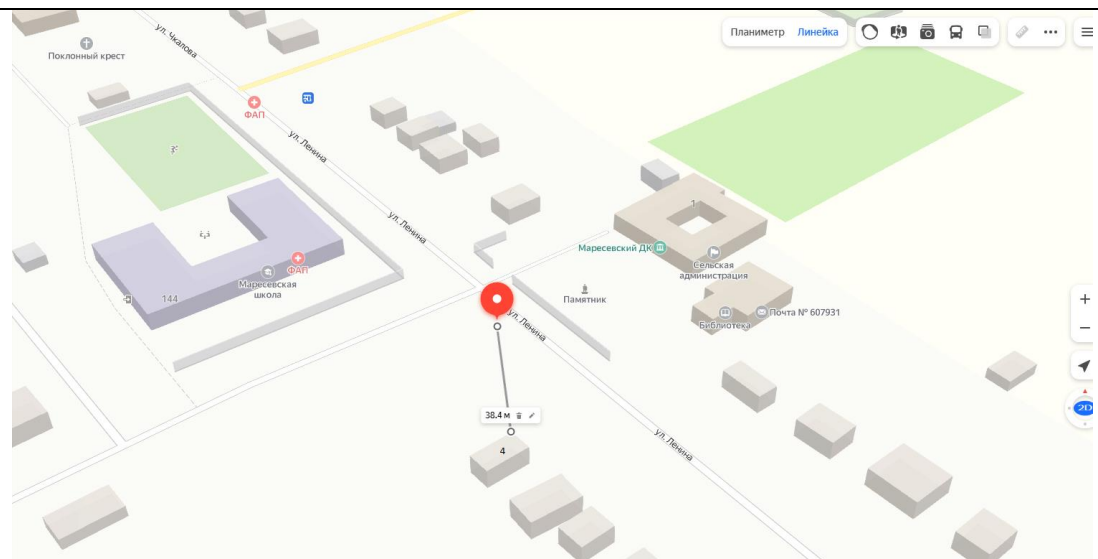 ул. Чкалова
Планиметр Линейка
Поклонный крест
ФАП
ул. Ленина
ул. Ленина
1
Маресевский ДК
Сельская
администрация
ФАП
Маресевская
школа
144
Памятник
Библиотека
Почта № 607931
ул. Ленина
38.4 м
4
ул. Ленина
+
−
2D